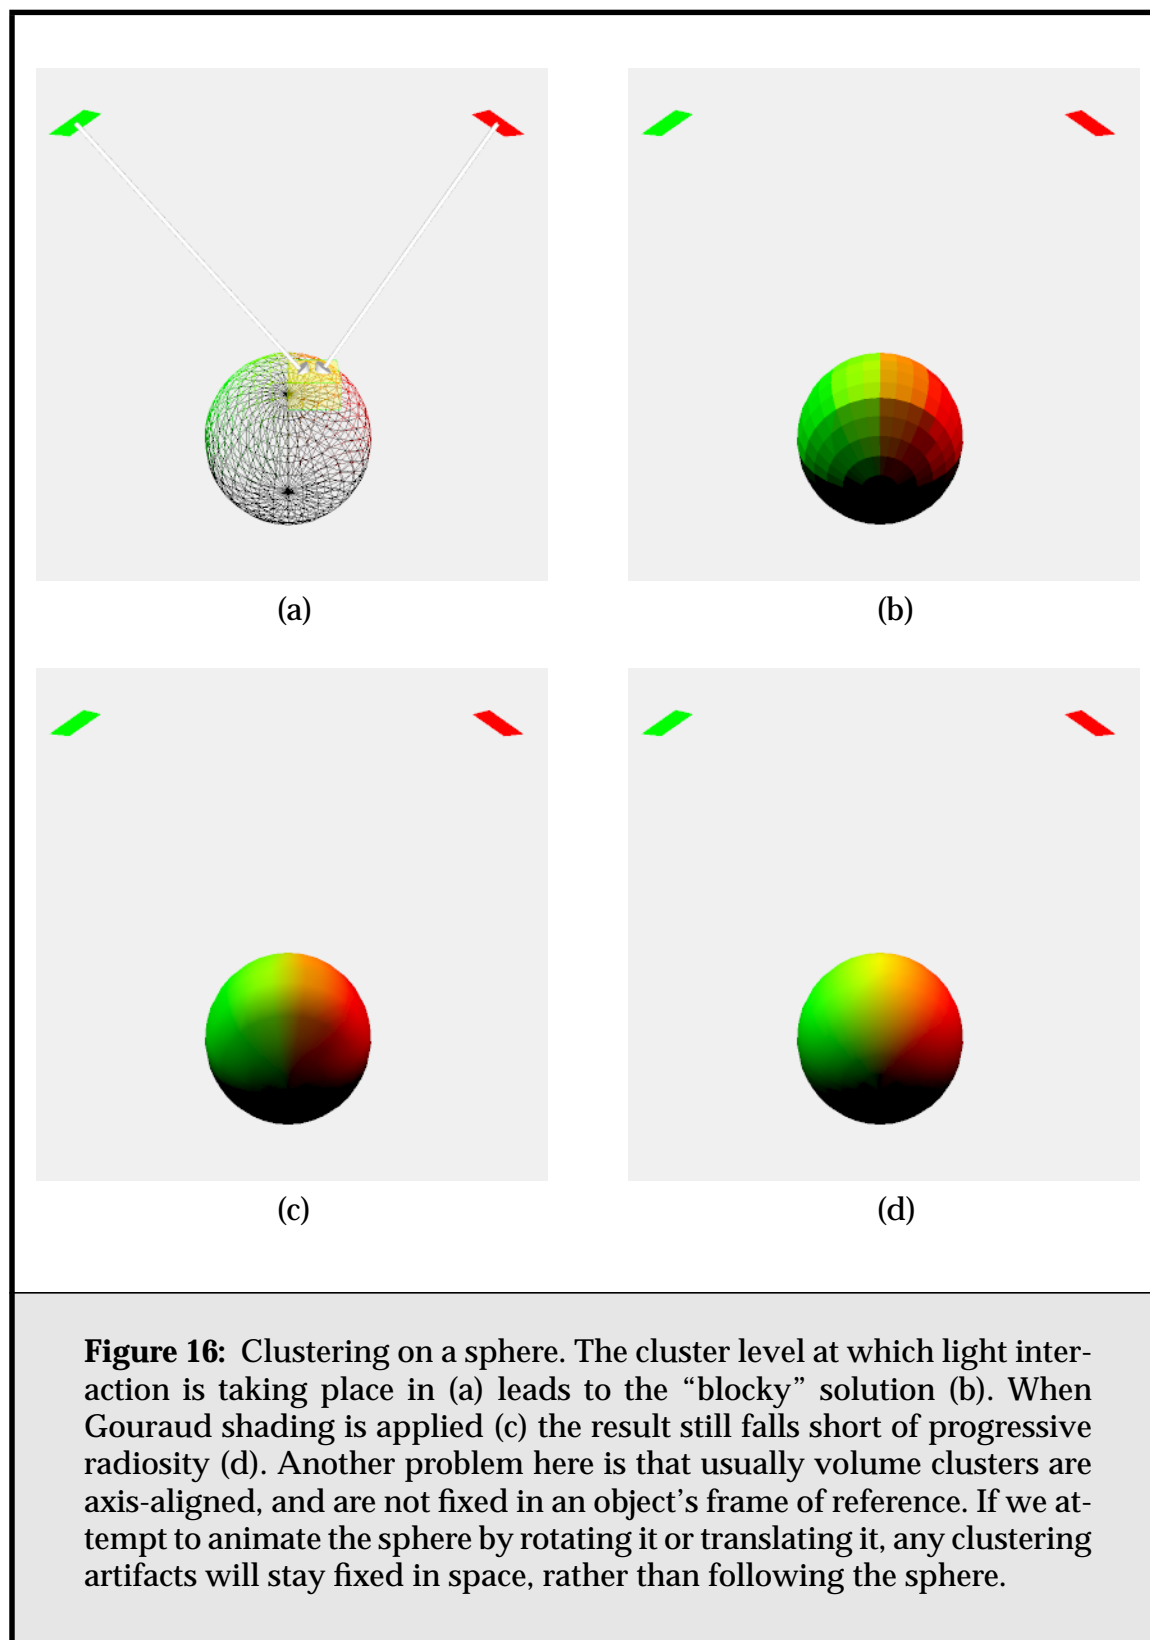 (a)
(b)
(c)
(d)
Figure 16: Clustering on a sphere. The cluster level at which light inter-
action is taking place in (a) leads to the “blocky” solution (b). When
Gouraud shading is applied (c) the result still falls short of progressive
radiosity (d). Another problem here is that usually volume clusters are
axis-aligned, and are not fixed in an object’s frame of reference. If we at-
tempt to animate the sphere by rotating it or translating it, any clustering
artifacts will stay fixed in space, rather than following the sphere.